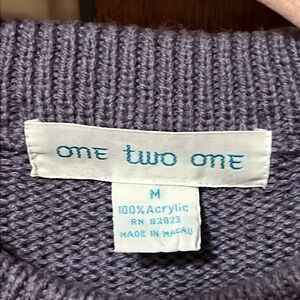 one two one
M
100% Acrylic
RN 82823
MADE IN MACAU